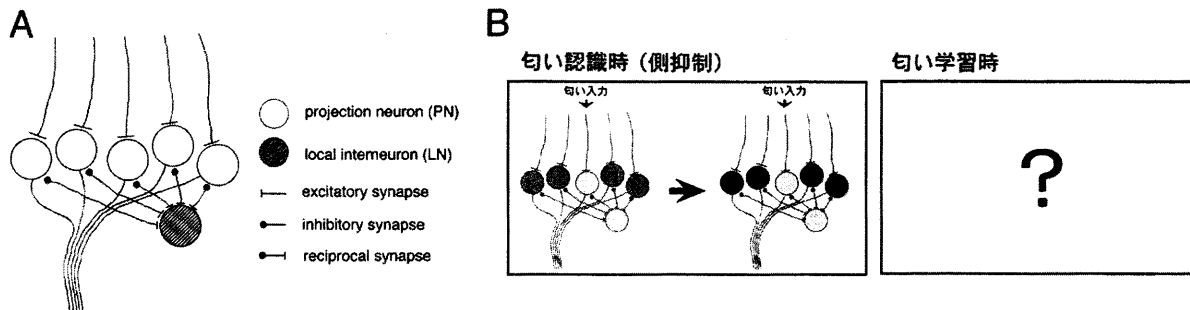 A
projection neuron (PN)
local interneuron (LN)
excitatory synapse
inhibitory synapse
reciprocal synapse
B
匂い認識時（側抑制）
匂い入力
匂い入力
匂い学習時
?